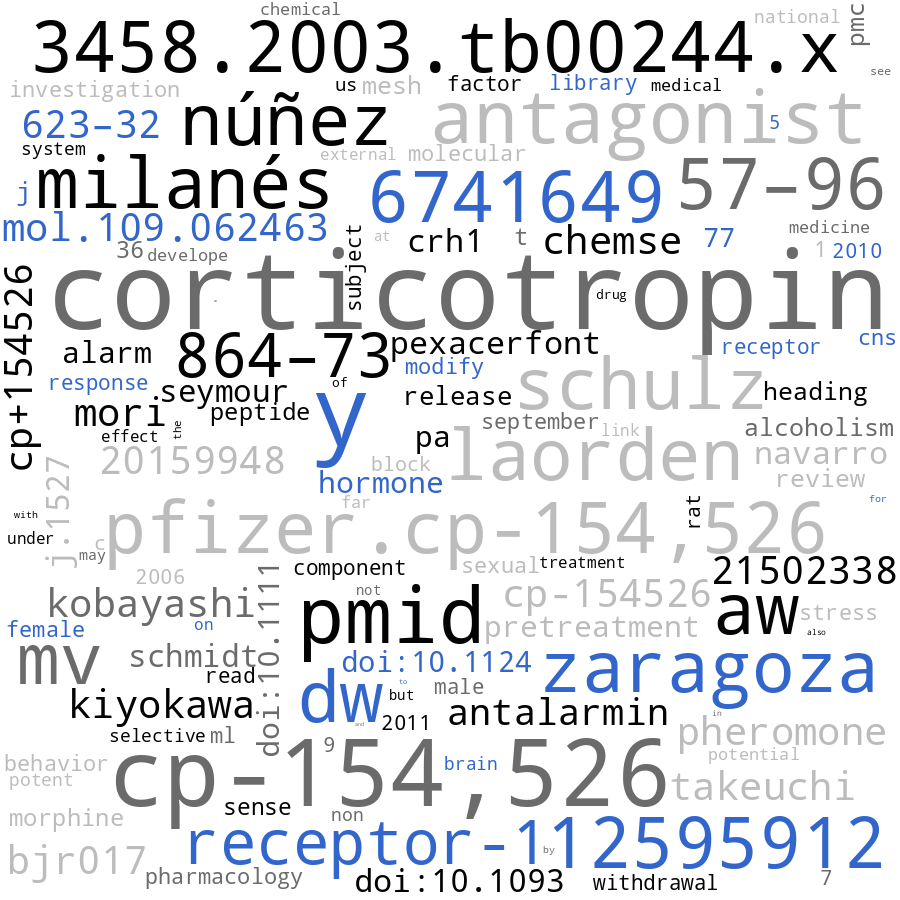 chemical
national
pmc
3458.2003.tb00244.x
see
investigation
us
mesh
factor
library
medical
623-32
núñez
antagonist
5
system
external
molecular
j
milanés
6741649
57-96
mol.109.062463
36
develope
subject
at
crh1
t
chemse
77
medicine
1
2010
corticotropin
drug
cp+154526
alarm
864-73
pexacerfont
receptor
cns
response
seymour
of
modify
schulz
heading
mori
peptide
y
release
september
link
alcoholism
effect
the
pa
laorden
navarro
20159948
block
review
j.1527
hormone
far
rat
for
with
under
c
pfizer.cp-154,526
may
2006
doi:10.1111
component
not
sexual
treatment
21502338
kobayashi
pmid
cp-154526
aw
stress
female
on
pretreatment
also
mv
schmidt
read
doi:10.1124
zaragoza
dw
to
but
male
kiyokawa
and
2011
antalarmin
in
pheromone
selective
ml
9
behavior
potent
cp-154,526
brain
potential
takeuchi
morphine
sense
non
receptor-1
by
12595912
bjr017
pharmacology
doi:10.1093
withdrawal
7